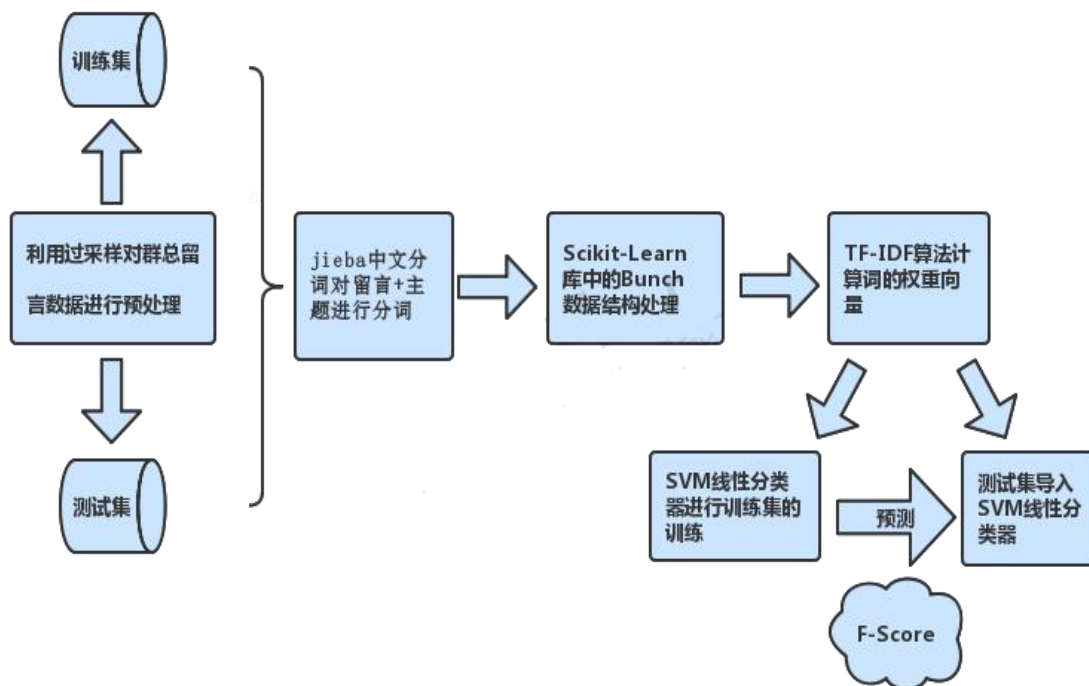 训练集
利用过采样对群总留
言数据进行预处理
测试集
jieba中文分
词对留言+主
题进行分词
Scikit-Learn
库中的Bunch
数据结构处理
TF-IDF算法计
算词的权重向
量
SVM线性分类
器进行训练集的
训练
预测
测试集导入
SVM线性分
类器
F-Score